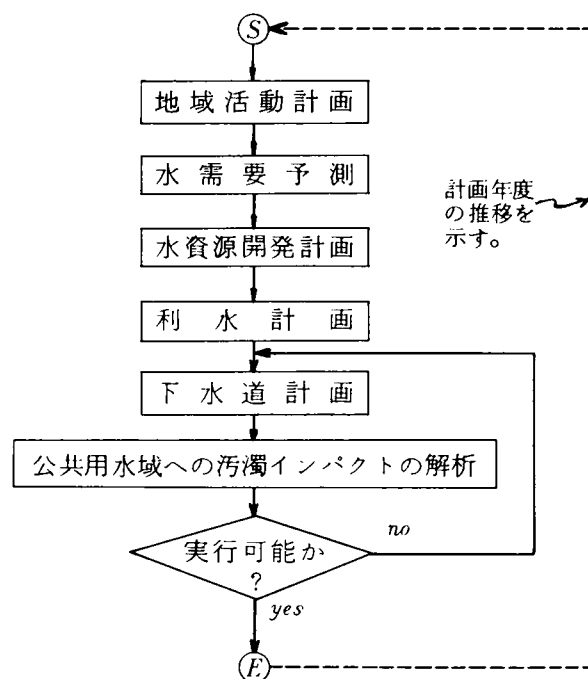 S
地域活動計画
水需要予測
計画年度
の推移を
示す。
水資源開発計画
利水計画
下水道計画
公共用水域への汚濁インパクトの解析
実行可能か
?
no
yes
E